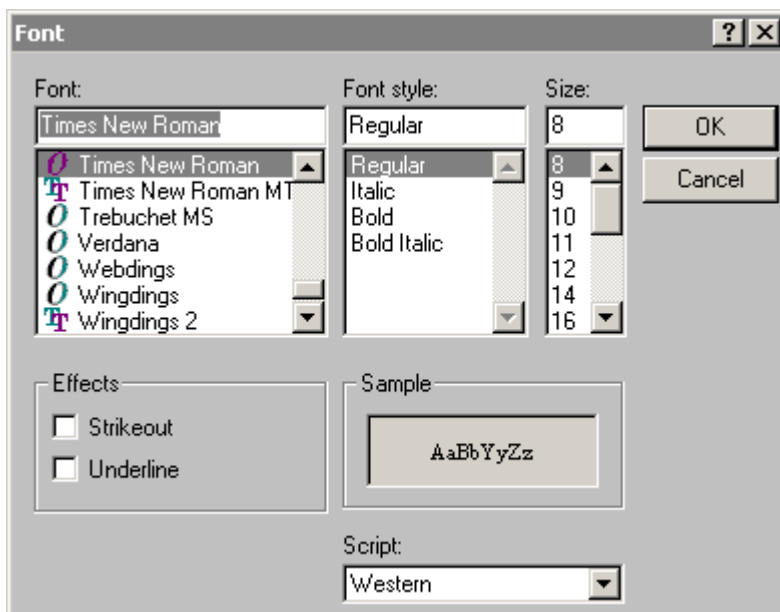 Font
Font:
Times New Roman
Times New Roman
Times New Roman MT
Trebuchet MS
Verdana
Webdings
Wingdings
Wingdings 2
Font style:
Regular
Regular
Italic
Bold
Bold Italic
Size:
8
8
9
10
11
12
14
16
OK
Cancel
Effects
Strikeout
Underline
Sample
AaBbYyZz
Script:
Western